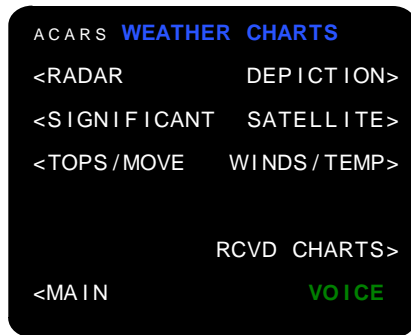 ACARS WEATHER CHARTS
<RADAR DEPICTION>
<SIGNIFICANT SATELLITE>
<TOPS/MOVE WINDS/TEMP>
RCVD CHARTS>
<MAIN VOICE